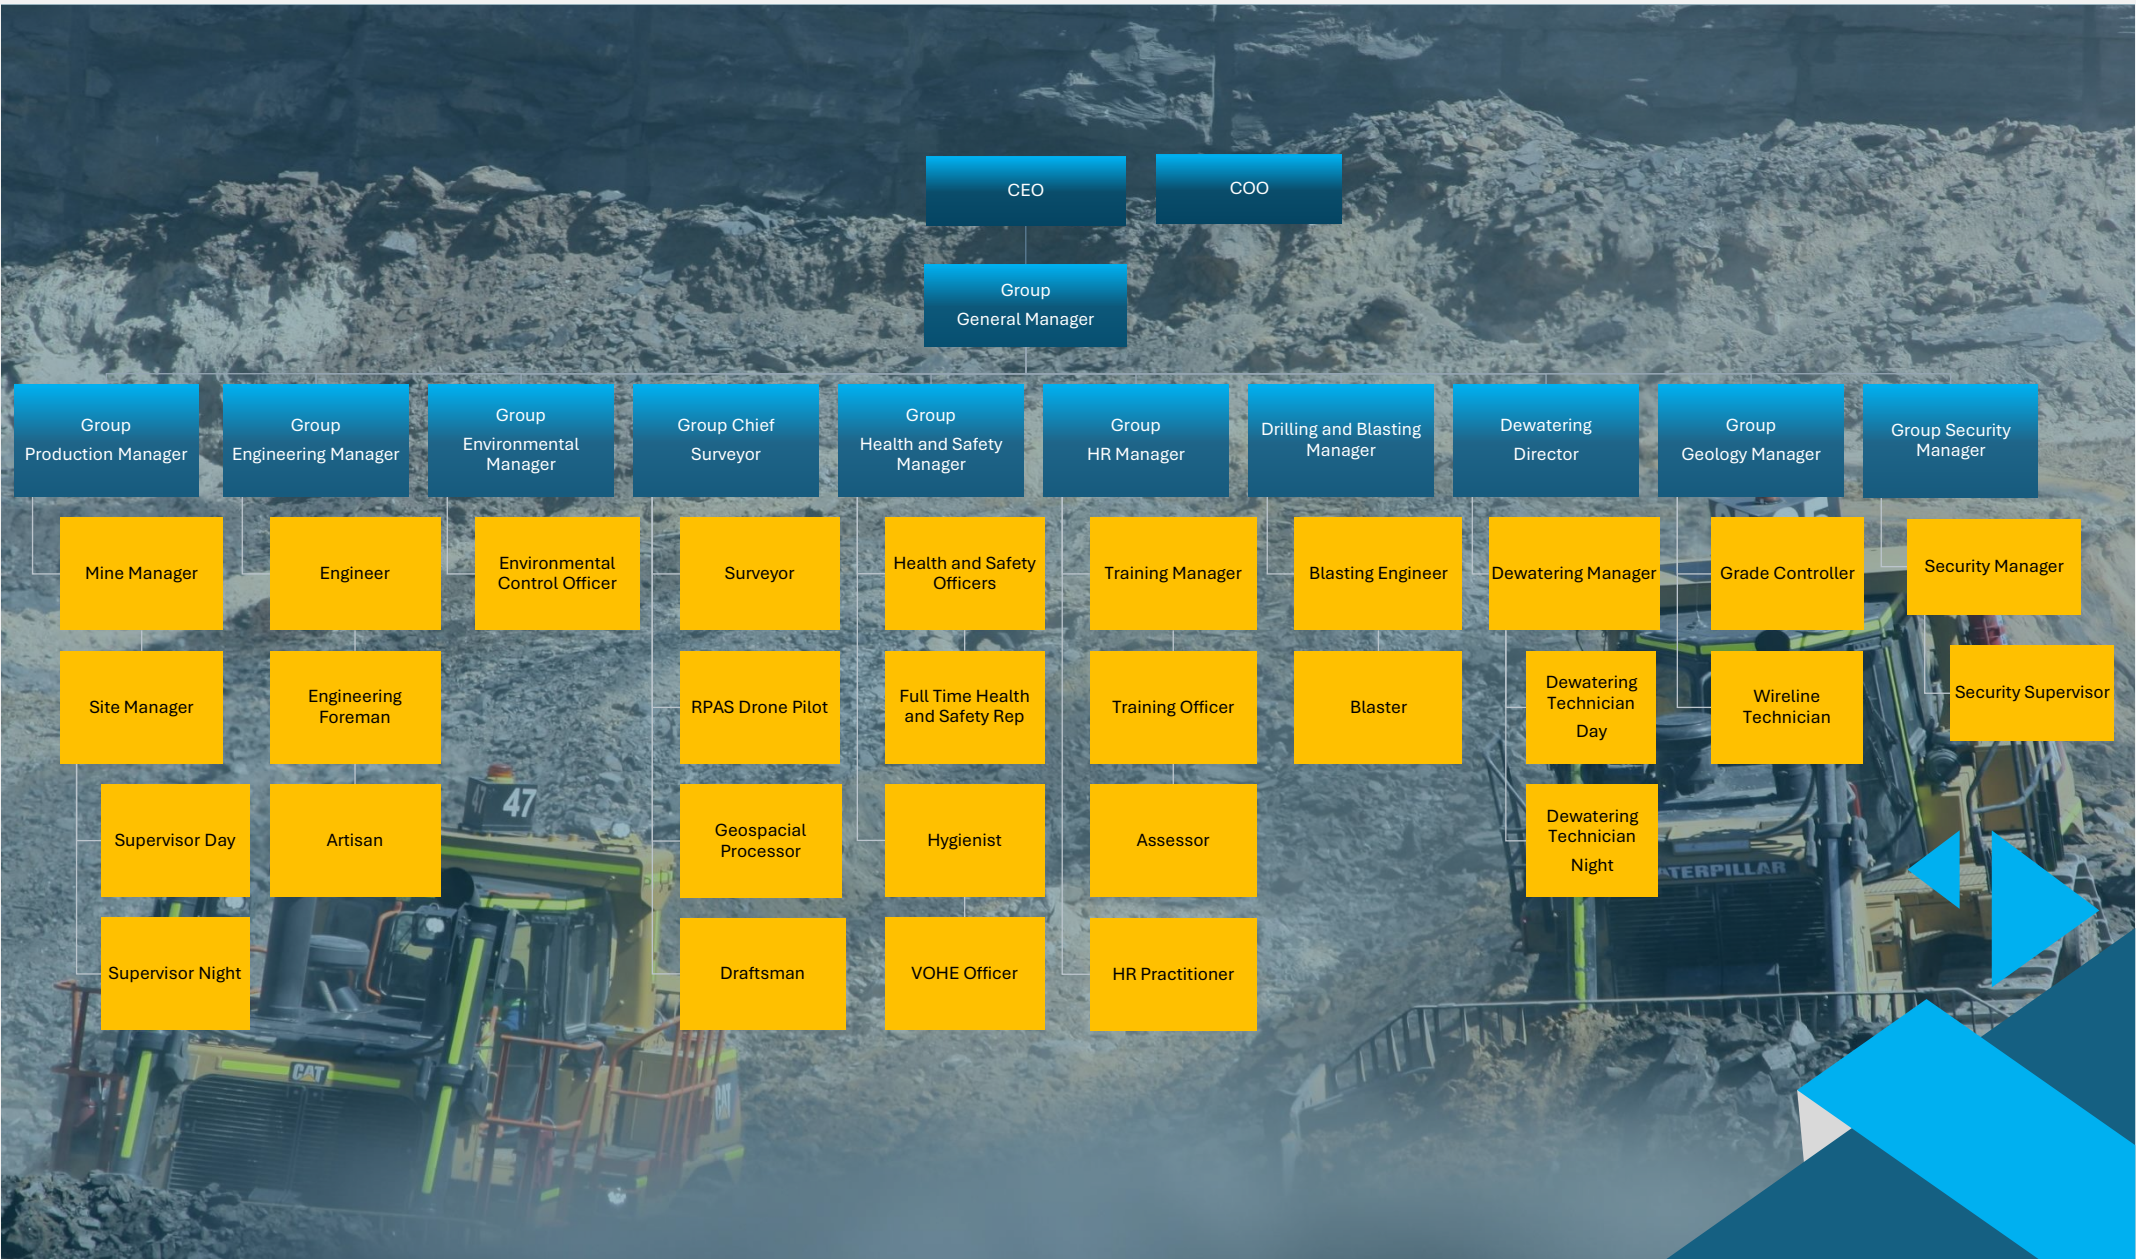 CEO
COO
Group
General Manager
Group
Production Manager
Group
Engineering Manager
Group
Environmental
Manager
Group Chief
Surveyor
Group
Health and Safety
Manager
Group
HR Manager
Drilling and Blasting
Manager
Dewatering
Director
Group
Geology Manager
Group Security
Manager
Mine Manager
Engineer
Environmental
Control Officer
Surveyor
Health and Safety
Officers
Training Manager
Blasting Engineer
Dewatering Manager
Grade Controller
Security Manager
Site Manager
Engineering
Foreman
RPAS Drone Pilot
Full Time Health
and Safety Rep
Training Officer
Blaster
Dewatering
Technician
Day
Wireline
Technician
Security Supervisor
Supervisor Day
Artisan
Geospacial
Processor
Hygienist
Assessor
Dewatering
Technician
Night
Supervisor Night
Draftsman
VOHE Officer
HR Practitioner
47
47
CAT
CAT
ATERPILLAR